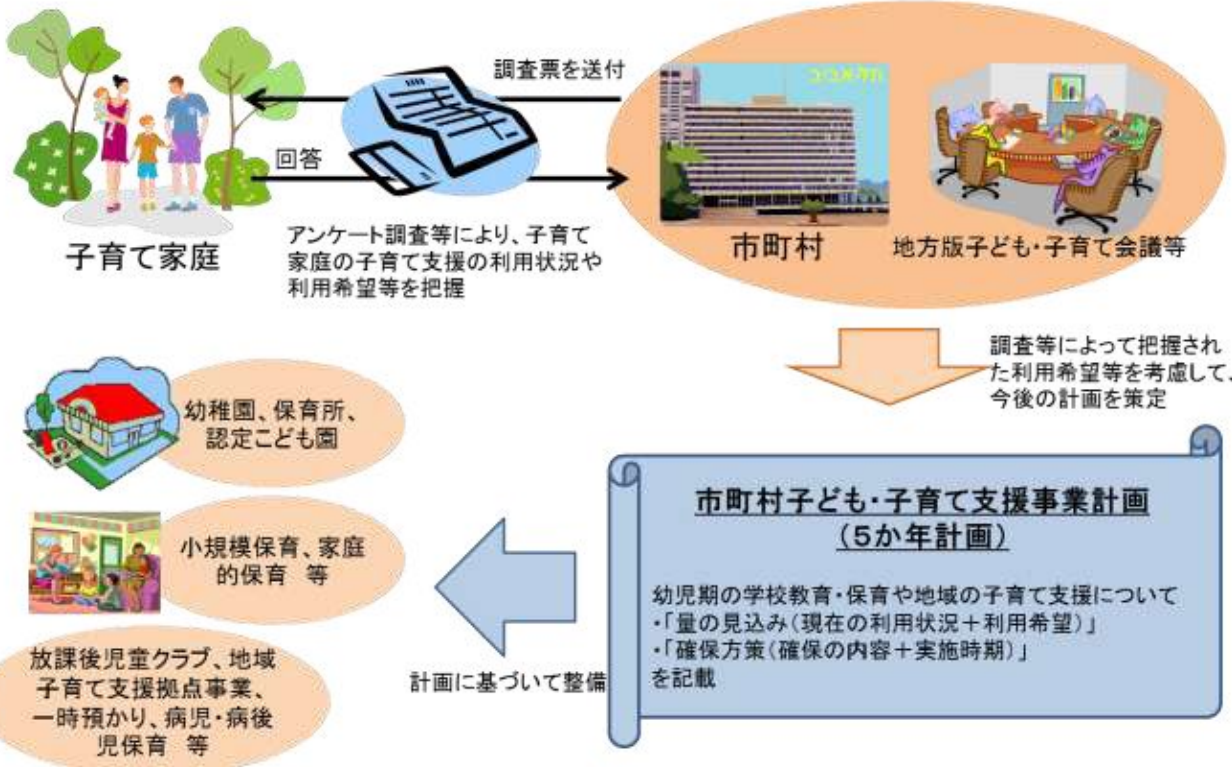 調査票を送付
תל-אביב
回答
子育て家庭
アンケート調査等により、子育て
家庭の子育て支援の利用状況や
利用希望等を把握
市町村
地方版子ども・子育て会議等
調査等によって把握され
た利用希望等を考慮して、
今後の計画を策定
幼稚園、保育所、
認定こども園
小規模保育、家庭
的保育 等
放課後児童クラブ、地域
子育て支援拠点事業、
一時預かり、病児・病後
児保育 等
計画に基づいて整備
市町村子ども・子育て支援事業計画
(5か年計画)
幼児期の学校教育・保育や地域の子育て支援について
・「量の見込み(現在の利用状況+利用希望)」
・「確保方策(確保の内容+実施時期)」
を記載